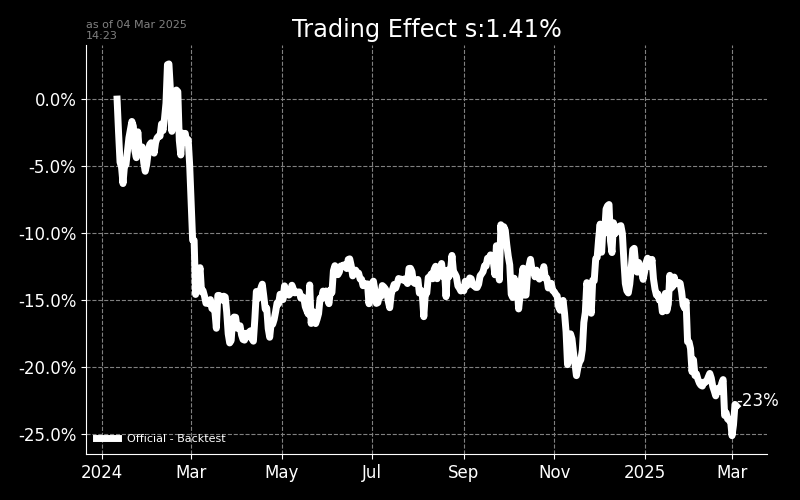 as of 04 Mar 2025
14:23
Trading Effect s:1.41%
0.0%
-5.0%
-10.0%
-15.0%
-20.0%
-25.0%
-23%
Official - Backtest
2024 Mar May Jul Sep Nov 2025 Mar